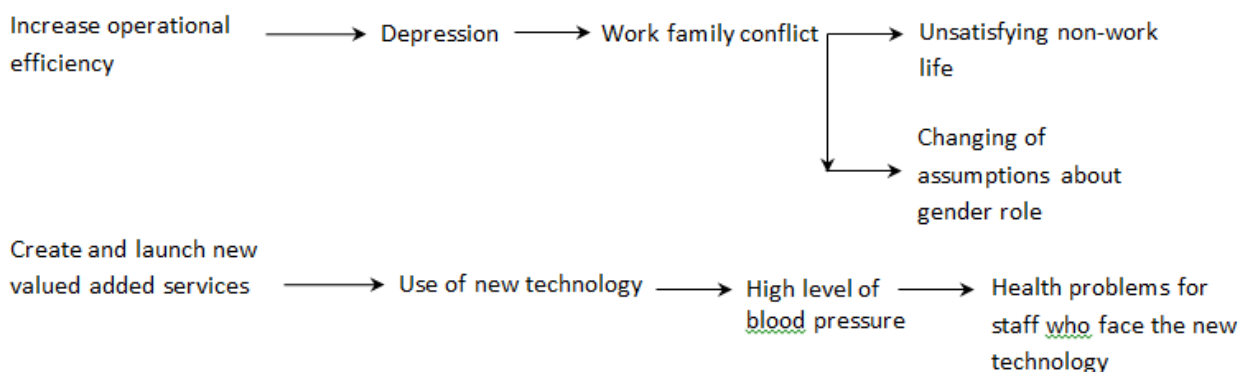 Increase operational
efficiency
Depression
Work family conflict
Unsatisfying non-work
life
Changing of
assumptions about
gender role
Create and launch new
valued added services
Use of new technology
High level of
blood pressure
Health problems for
staff who face the new
technology